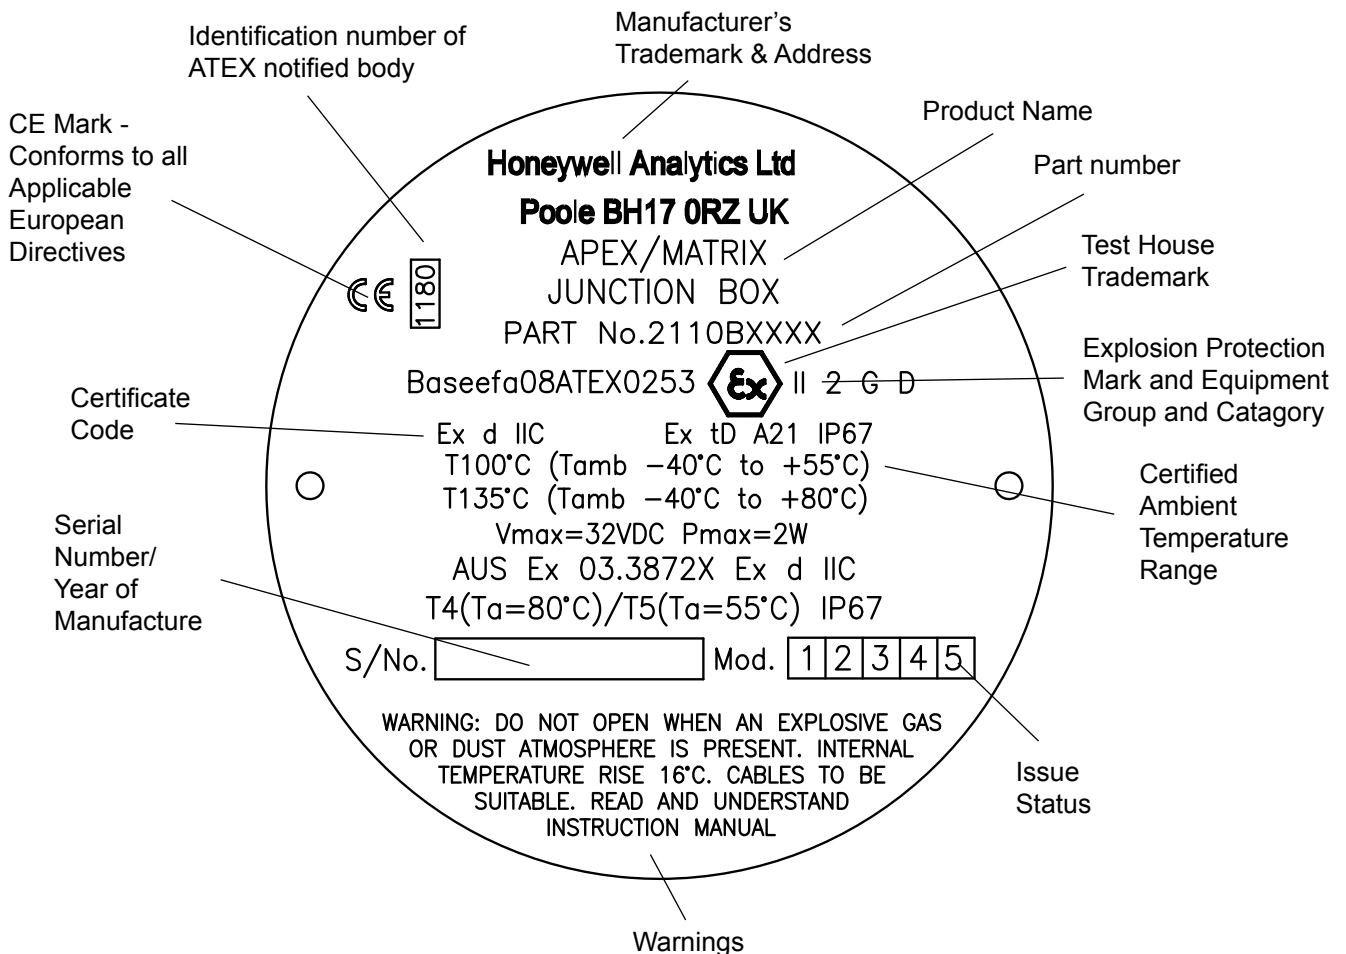 Manufacturer's
Trademark & Address
Identification number of
ATEX notified body
CE Mark -
Conforms to all
Applicable
European
Directives
Product Name
Part number
Test House
Trademark
Explosion Protection
Mark and Equipment
Group and Catagory
Certificate
Code
Certified
Ambient
Temperature
Range
Serial
Number/
Year of
Manufacture
Issue
Status
Warnings
Honeywell Analytics Ltd
Poole BH17 0RZ UK
APEX/MATRIX
JUNCTION BOX
CE 1180
PART No.2110BXXXX
Baseefa08ATEX0253 Ex II 2 G D
Ex d IIC Ex tD A21 IP67
T100°C (Tamb -40°C to +55°C)
T135°C (Tamb -40°C to +80°C)
Vmax=32VDC Pmax=2W
AUS Ex 03.3872X Ex d IIC
T4(Ta=80°C)/T5(Ta=55°C) IP67
S/No. Mod. 1 2 3 4 5
WARNING: DO NOT OPEN WHEN AN EXPLOSIVE GAS
OR DUST ATMOSPHERE IS PRESENT. INTERNAL
TEMPERATURE RISE 16°C. CABLES TO BE
SUITABLE. READ AND UNDERSTAND
INSTRUCTION MANUAL